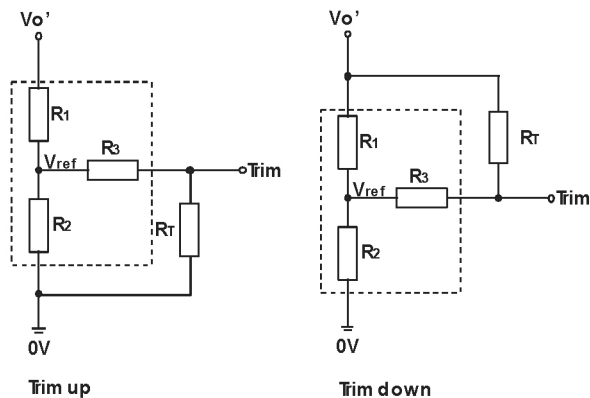 Vo'
R1
Vref
R3
Trim
R2
RT
0V
Trim up
Vo'
R1
RT
Vref
R3
Trim
R2
0V
Trim down